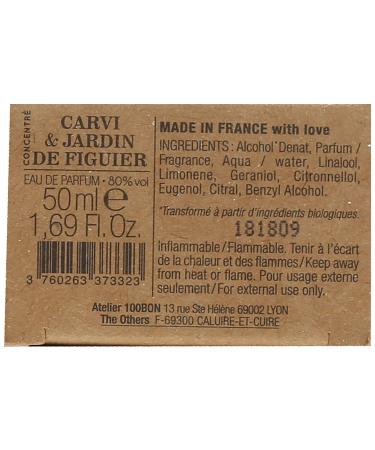 CONCENTRÉ
CARVI
& JARDIN
DE FIGUIER
EAU DE PARFUM - 80% vol
50 ml e
1,69 Fl. Oz.
3 760263 373323
MADE IN FRANCE with love
INGREDIENTS : Alcohol* Denat, Parfum /
Fragrance, Aqua / water, Linalool,
Limonene, Geraniol, Citronnellol,
Eugenol, Citral, Benzyl Alcohol.
*Transformé à partir d'ingrédients biologiques.
181809
Inflammable/Flammable. Tenir à l'écart
de la chaleur et des flammes/Keep away
from heat or flame. Pour usage externe
seulement/For external use only.
Atelier 100BON 13 rue Ste Hélène 69002 LYON
The Others F-69300 CALUIRE-ET-CUIRE